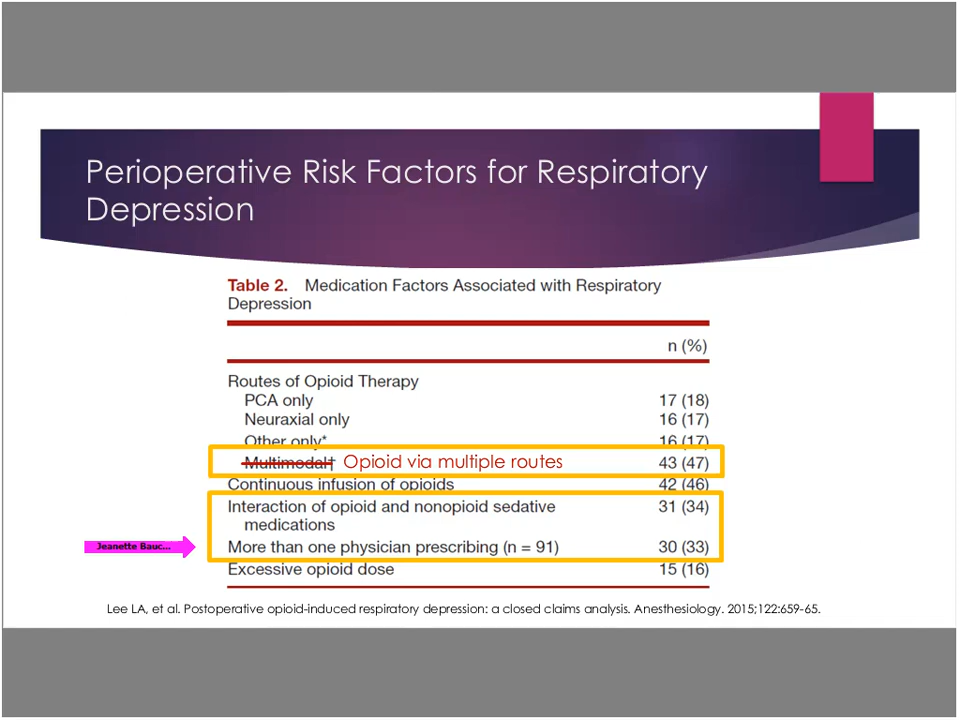 Perioperative Risk Factors for Respiratory
Depression
Table 2. Medication Factors Associated with Respiratory
Depression
n (%)
Routes of Opioid Therapy
PCA only 17 (18)
Neuraxial only 16 (17)
Other only* 16 (17)
Multimodal† Opioid via multiple routes 43 (47)
Continuous infusion of opioids 42 (46)
Interaction of opioid and nonopioid sedative 31 (34)
medications
Jeanette Bauc...
More than one physician prescribing (n = 91) 30 (33)
Excessive opioid dose 15 (16)
Lee LA, et al. Postoperative opioid-induced respiratory depression: a closed claims analysis. Anesthesiology. 2015;122:659-65.